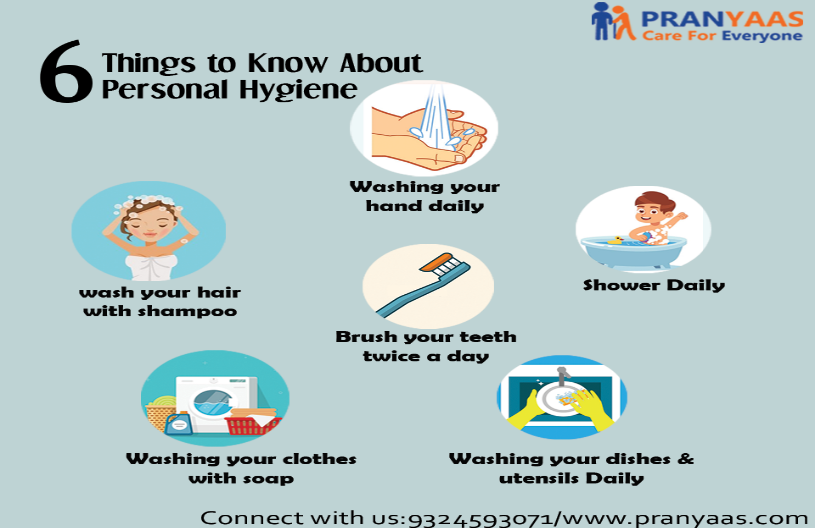 PRANYAAS
Care For Everyone
6 Things to Know About
Personal Hygiene
Washing your
hand daily
wash your hair
with shampoo
Shower Daily
Brush your teeth
twice a day
Washing your clothes
with soap
Washing your dishes &
utensils Daily
Connect with us:9324593071/www.pranyaas.com